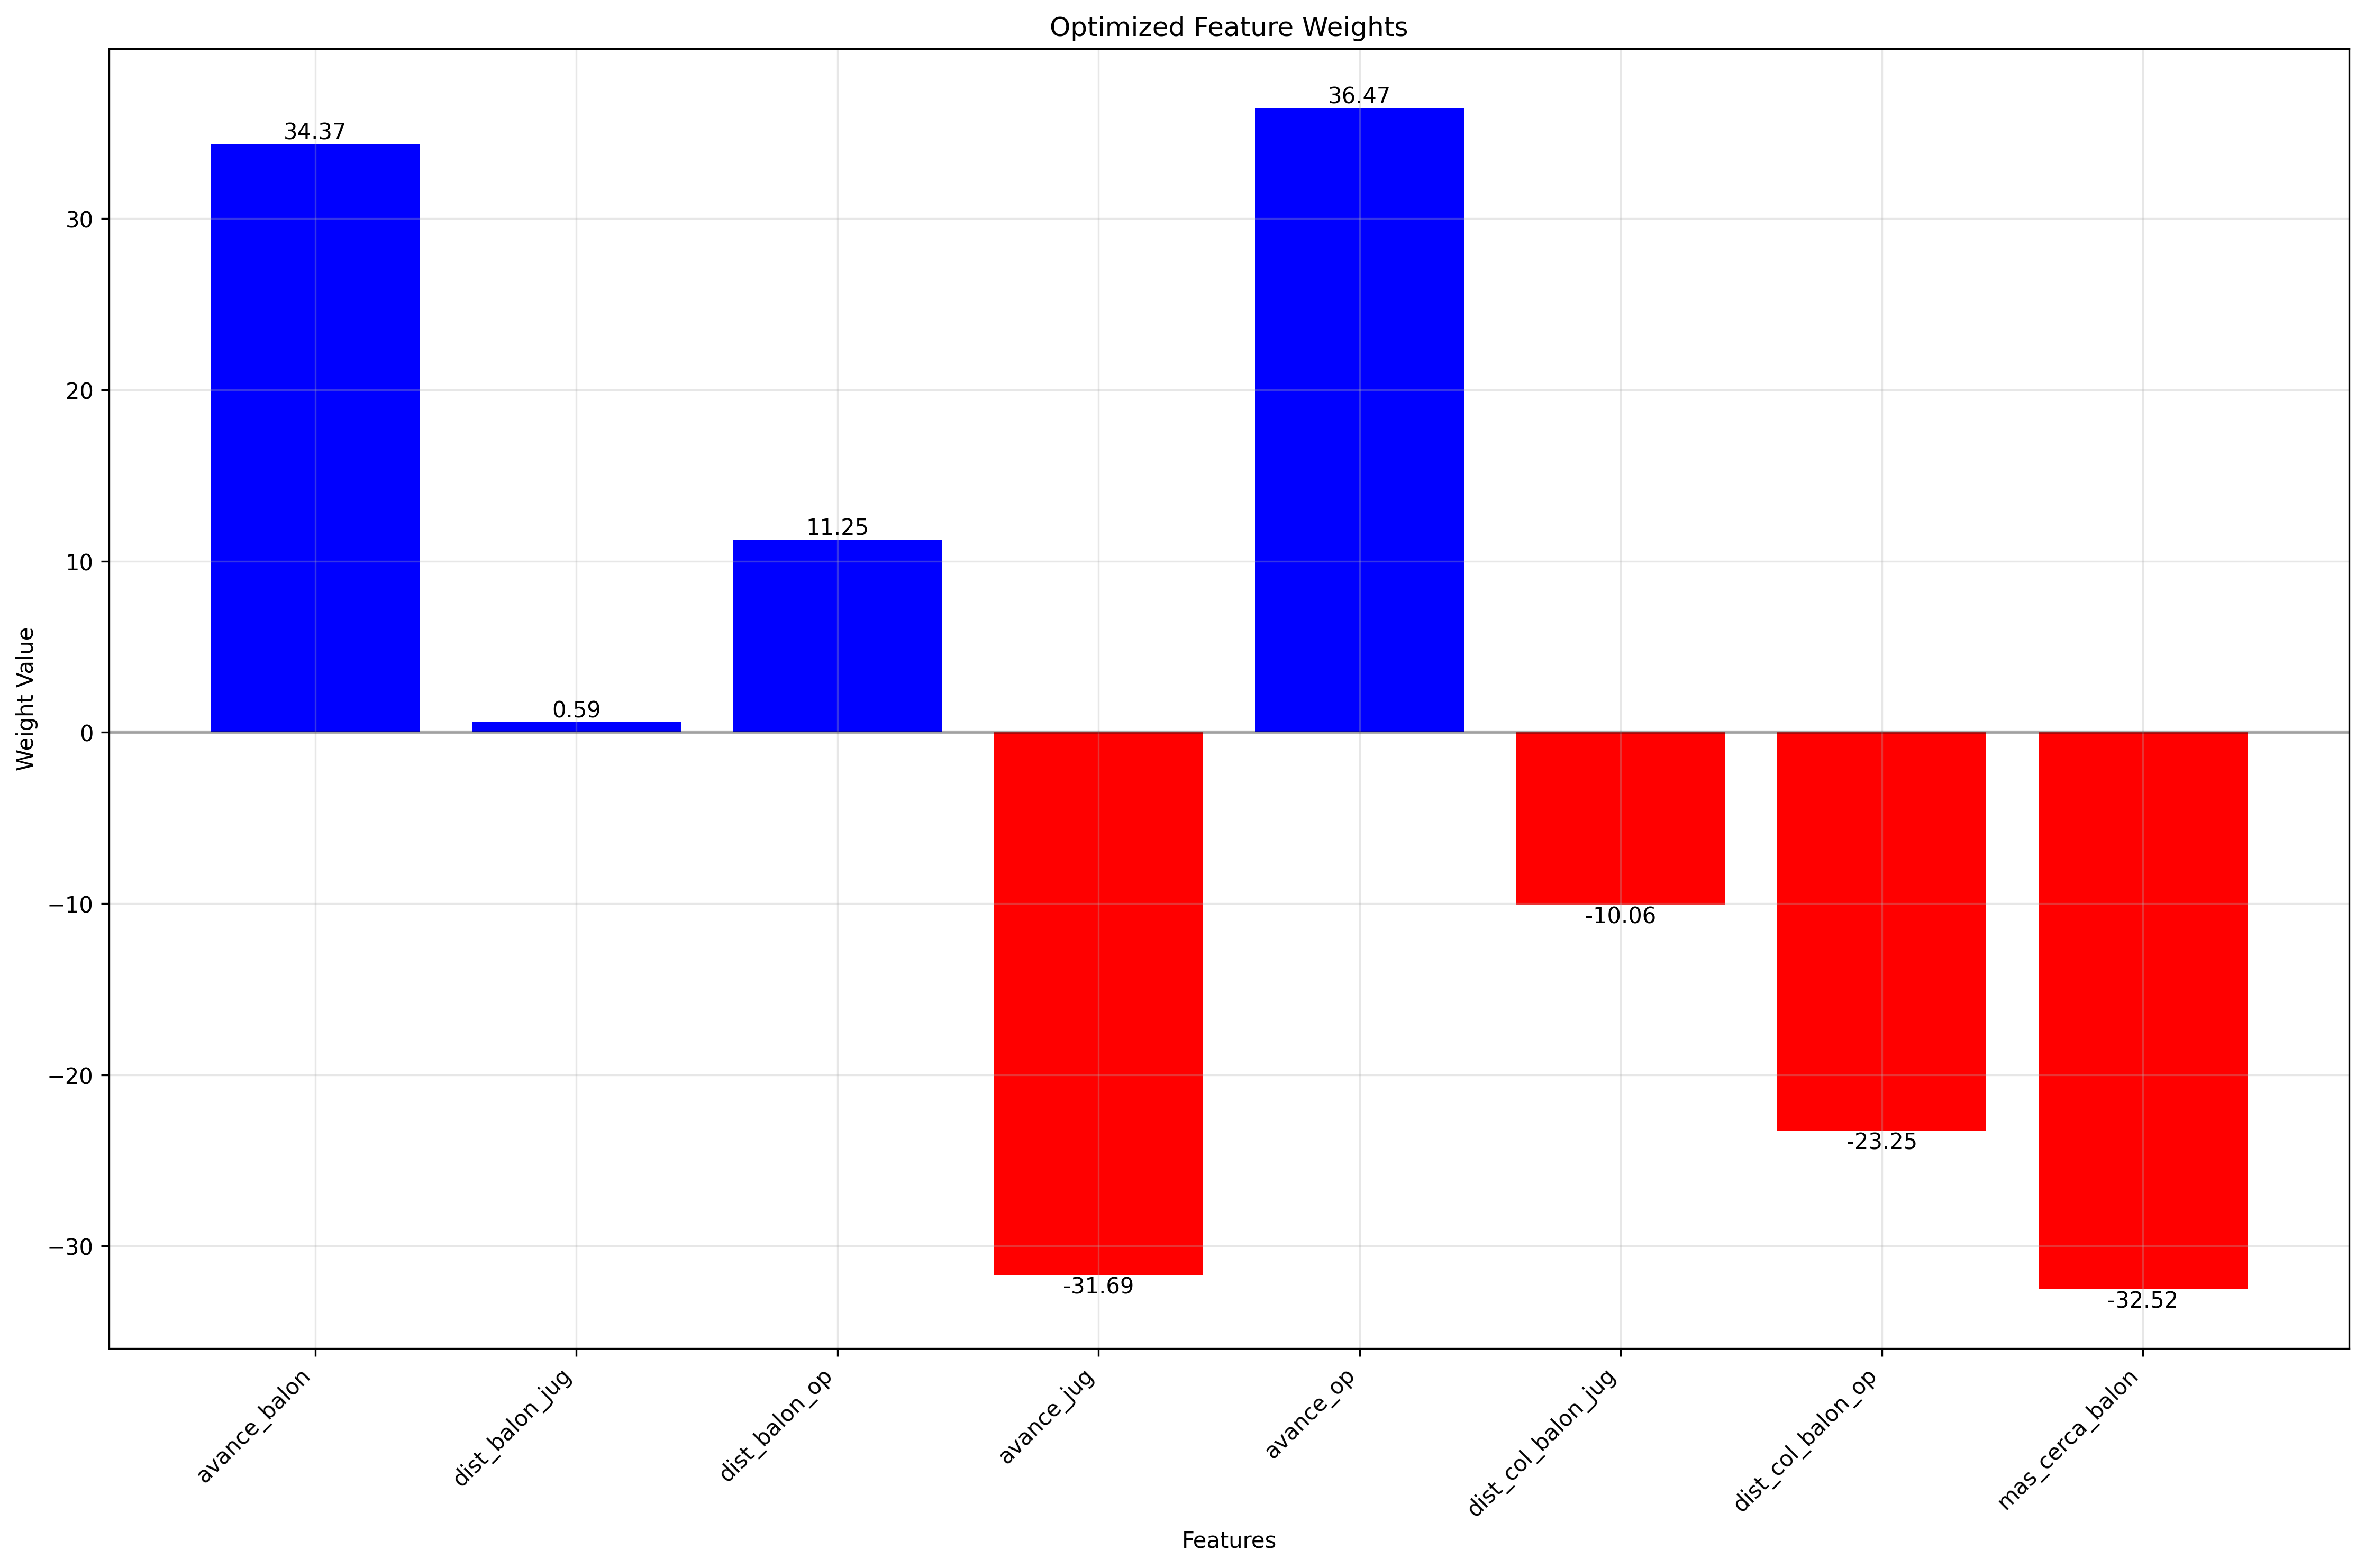 Optimized Feature Weights
Weight Value
30
20
10
0
−10
−20
−30
34.37
0.59
11.25
-31.69
36.47
-10.06
-23.25
-32.52
avance_balon
dist_balon_jug
dist_balon_op
avance_jug
avance_op
dist_col_balon_jug
dist_col_balon_op
mas_cerca_balon
Features